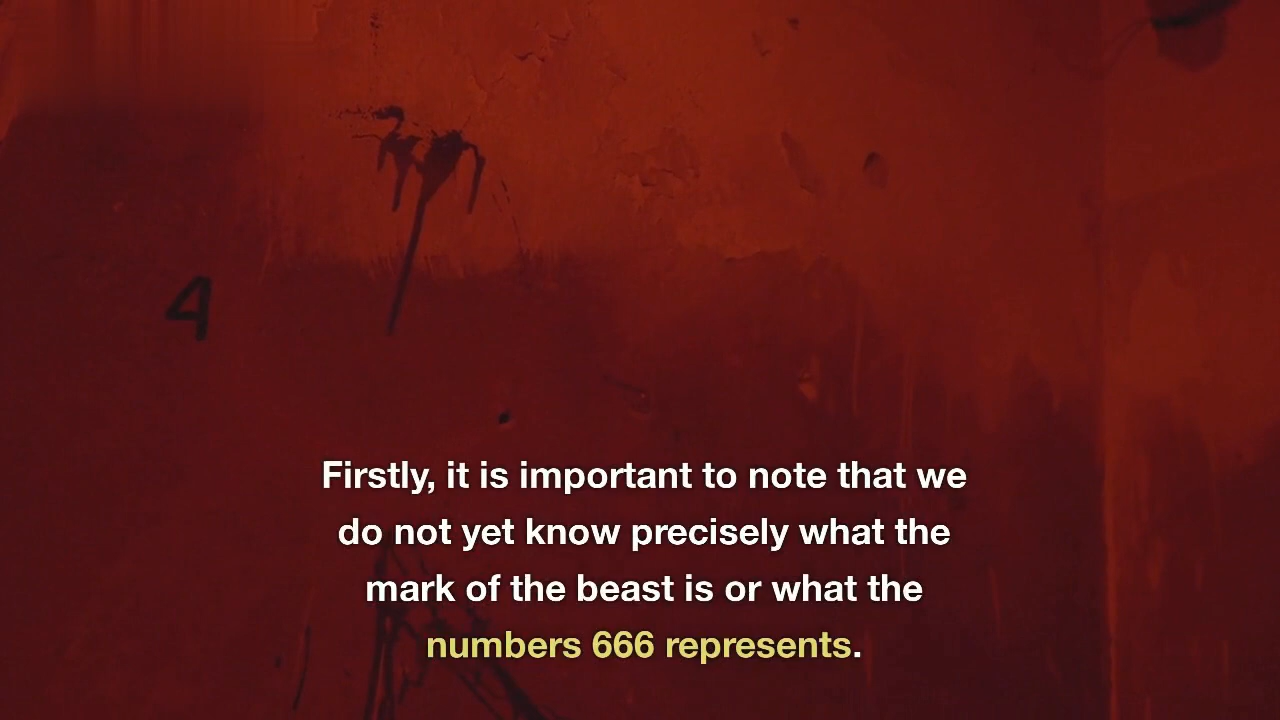 4
Firstly, it is important to note that we
do not yet know precisely what the
mark of the beast is or what the
numbers 666 represents.